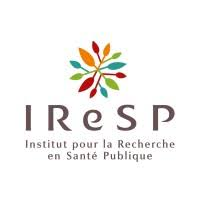 IReSP
Institut pour la Recherche
en Santé Publique